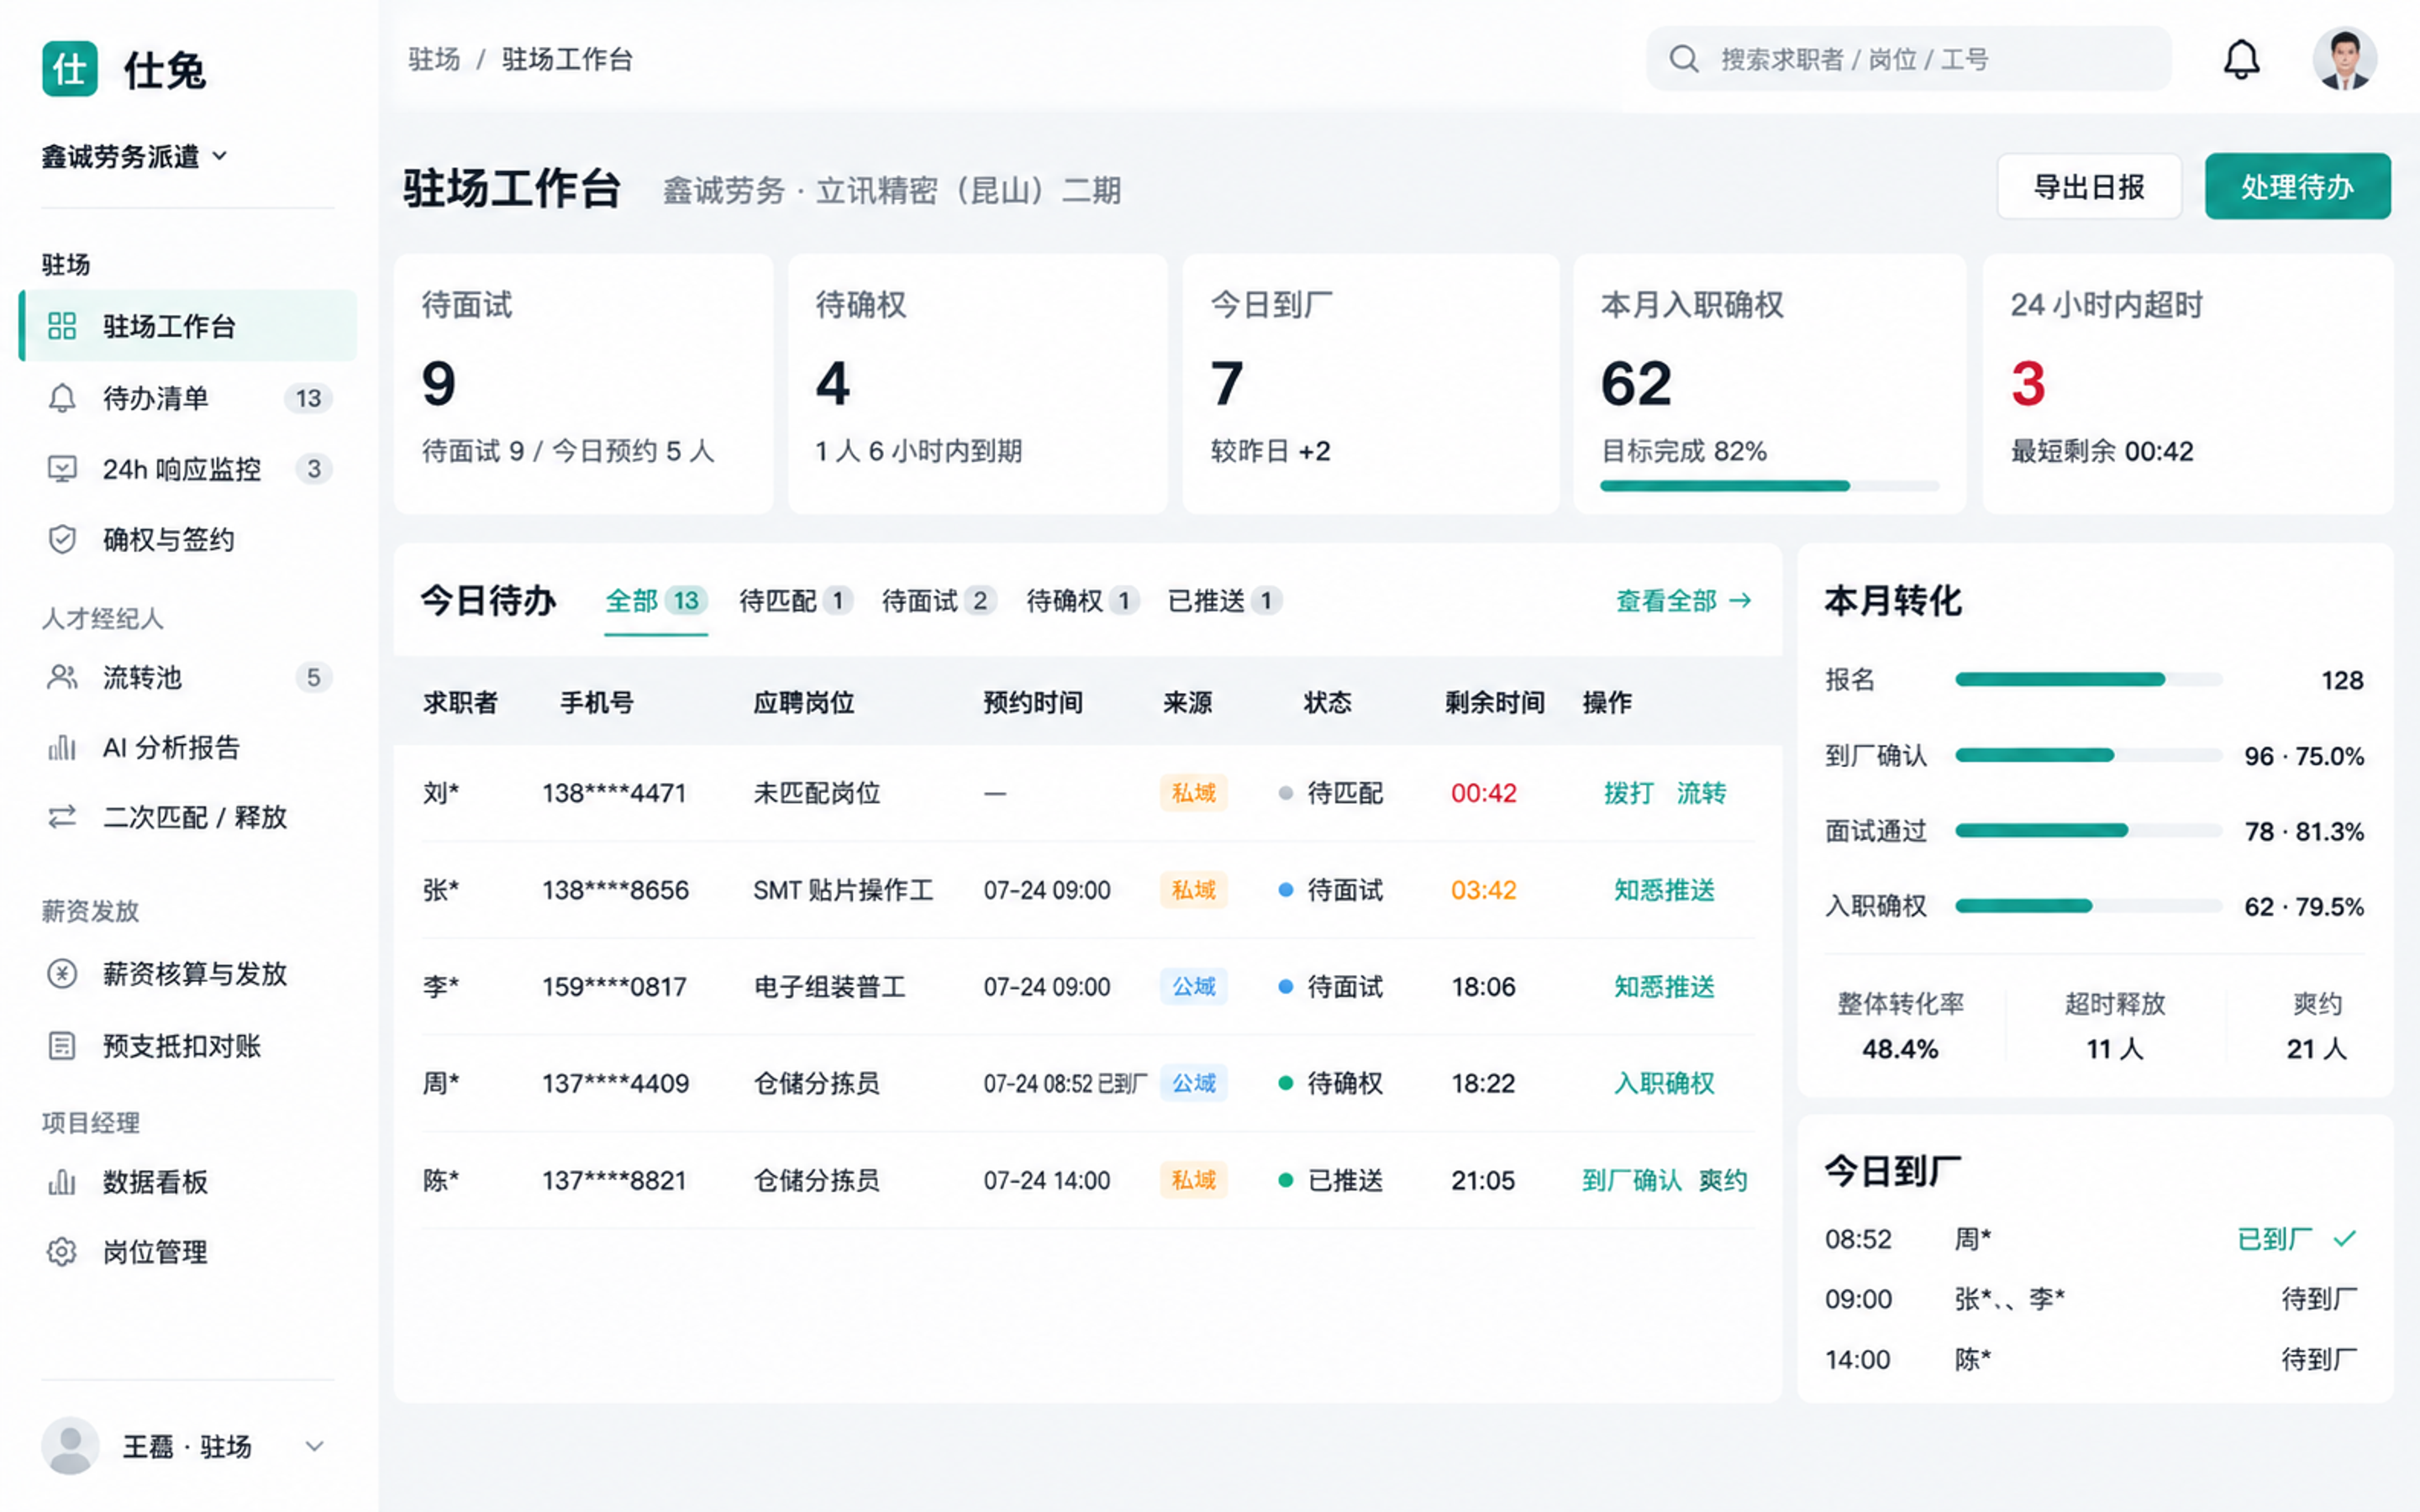 仕 仕兔
鑫诚劳务派遣
驻场
驻场工作台
待办清单 13
24h 响应监控 3
确权与签约
人才经纪人
流转池 5
AI 分析报告
二次匹配 / 释放
薪资发放
薪资核算与发放
预支抵扣对账
项目经理
数据看板
岗位管理
王磊 · 驻场
驻场 / 驻场工作台
搜索求职者 / 岗位 / 工号
驻场工作台 鑫诚劳务 · 立讯精密（昆山）二期
导出日报 处理待办
待面试
9
待面试 9 / 今日预约 5 人
待确权
4
1 人 6 小时内到期
今日到厂
7
较昨日 +2
本月入职确权
62
目标完成 82%
24 小时内超时
3
最短剩余 00:42
今日待办 全部 13 待匹配 1 待面试 2 待确权 1 已推送 1 查看全部 →
求职者 手机号 应聘岗位 预约时间 来源 状态 剩余时间 操作
刘* 138****4471 未匹配岗位 — 私域 待匹配 00:42 拨打 流转
张* 138****8656 SMT 贴片操作工 07-24 09:00 私域 待面试 03:42 知悉推送
李* 159****0817 电子组装普工 07-24 09:00 公域 待面试 18:06 知悉推送
周* 137****4409 仓储分拣员 07-24 08:52 已到厂 公域 待确权 18:22 入职确权
陈* 137****8821 仓储分拣员 07-24 14:00 私域 已推送 21:05 到厂确认 爽约
本月转化
报名 128
到厂确认 96 · 75.0%
面试通过 78 · 81.3%
入职确权 62 · 79.5%
整体转化率 超时释放 爽约
48.4% 11 人 21 人
今日到厂
08:52 周* 已到厂 ✓
09:00 张*、李* 待到厂
14:00 陈* 待到厂